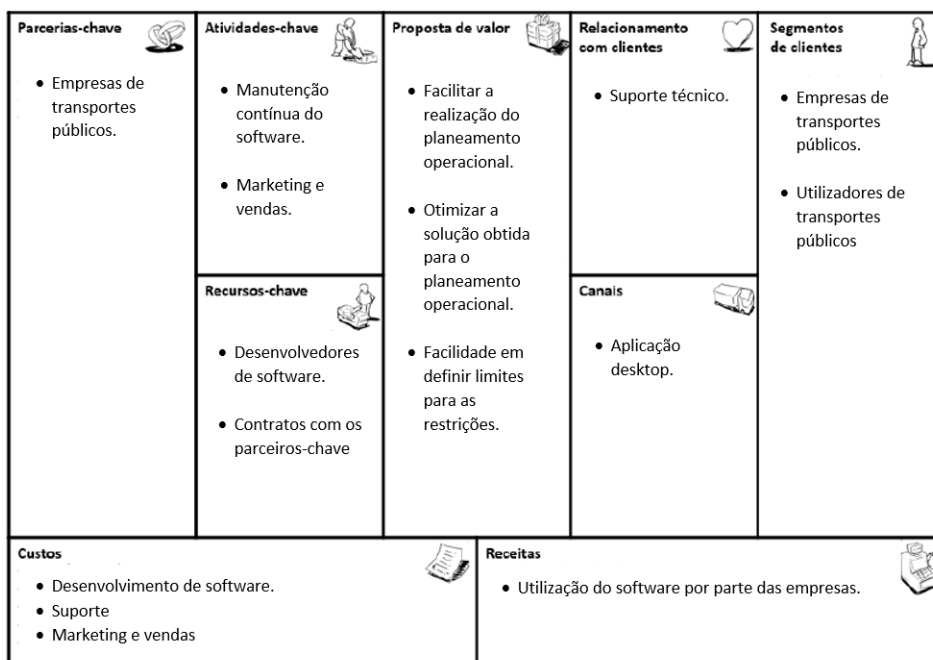 Parcerias-chave
• Empresas de
transportes
públicos.
Atividades-chave
• Manutenção
contínua do
software.
• Marketing e
vendas.
Recursos-chave
• Desenvolvedores
de software.
• Contratos com os
parceiros-chave
Proposta de valor
• Facilitar a
realização do
planeamento
operacional.
• Otimizar a
solução obtida
para o
planeamento
operacional.
• Facilidade em
definir limites
para as
restrições.
Relacionamento
com clientes
• Suporte técnico.
Canais
• Aplicação
desktop.
Segmentos
de clientes
• Empresas de
transportes
públicos.
• Utilizadores de
transportes
públicos
Custos
• Desenvolvimento de software.
• Suporte
• Marketing e vendas
Receitas
• Utilização do software por parte das empresas.